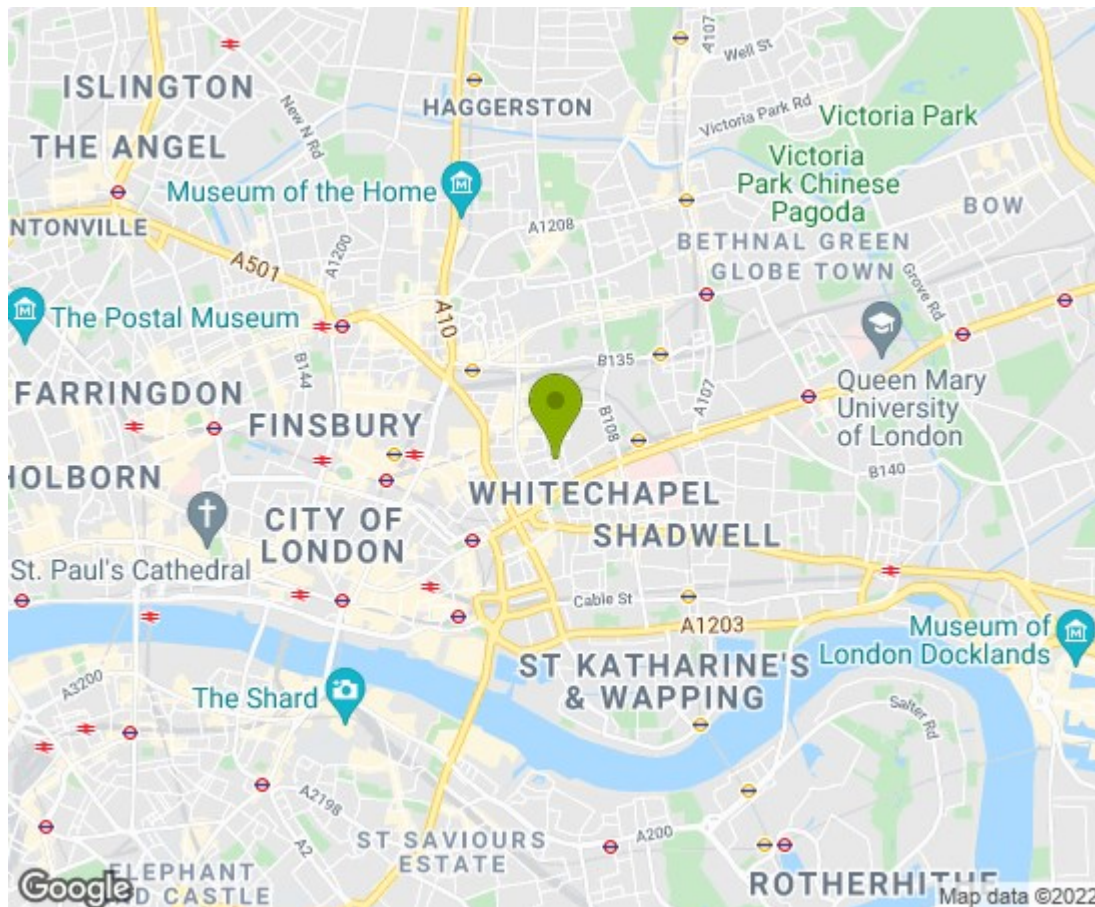 A107
Well St
ISLINGTON
New N Rd
HAGGERSTON
Victoria Park Rd
Victoria Park
THE ANGEL
Victoria
Park Chinese
Pagoda
Museum of the Home
BOW
NTONVILLE
A1200
A1208
BETHNAL GREEN
GLOBE TOWN
A501
Grove Rd
A10
The Postal Museum
B144
B135
A107
Queen Mary
University
of London
FARRINGDON
FINSBURY
B108
HOLBORN
WHITECHAPEL
B140
CITY OF
LONDON
SHADWELL
St. Paul's Cathedral
Cable St
A1203
Museum of
London Docklands
ST KATHARINE'S
& WAPPING
A3200
The Shard
Salter Rd
A2198
A2
ST SAVIOURS
ESTATE
A200
ELEPHANT
ND CASTLE
ROTHERHITHE
Google
Map data ©2022